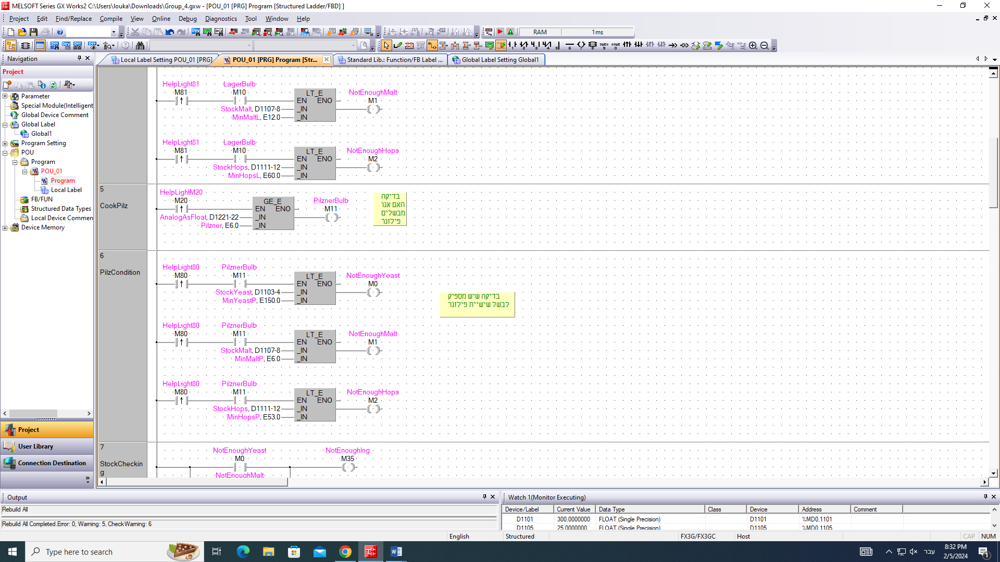 MELSOFT Series GX Works2 C:\Users\louka\Downloads\Group_4.gxw - [POU_01 [PRG] Program [Structured Ladder/FBD] ]
Project Edit Find/Replace Compile View Online Debug Diagnostics Tool Window Help
RAM 1ms
Navigation
Local Label Setting POU_01 [PRG] POU_01 [PRG] Program [Str... Standard Lib.: Function/FB Label ... Global Label Setting Global1
Project
Parameter
Special Module(Intelligent
Global Device Comment
Global Label
Global1
Program Setting
POU
Program
POU_01
Program
Local Label
FB/FUN
Structured Data Types
Local Device Commen
Device Memory
Project
User Library
Connection Destination
HelpLight81 LagerBulb
M81 M10 LT_E NotEnoughMalt
EN ENO M1
StockMalt, D1107-8 _IN
MinMaltL, E12.0 _IN
HelpLight81 LagerBulb
M81 M10 LT_E NotEnoughHops
EN ENO M2
StockHops, D1111-12 _IN
MinHopsL, E60.0 _IN
5
CookPilz
HelpLightM20
M20 GE_E PilznerBulb
EN ENO M11
AnalogAsFloat, D1221-22 _IN
Pilzner, E6.0 _IN
בדיקה
האם אנו
מבשלים
פילזנר
6
PilzCondition
HelpLight80 PilznerBulb
M80 M11 LT_E NotEnoughYeast
EN ENO M0
StockYeast, D1103-4 _IN
MinYeastP, E150.0 _IN
בדיקה שיש מספיק
לבשל שישיית פילזנר
HelpLight80 PilznerBulb
M80 M11 LT_E NotEnoughMalt
EN ENO M1
StockMalt, D1107-8 _IN
MinMaltP, E6.0 _IN
HelpLight80 PilznerBulb
M80 M11 LT_E NotEnoughHops
EN ENO M2
StockHops, D1111-12 _IN
MinHopsP, E53.0 _IN
7
StockCheckin
g
NotEnoughYeast NotEnoughIng
M0 M35
NotEnoughMalt
Output
Rebuild All
Rebuild All Completed.Error: 0, Warning: 5, CheckWarning: 6
Watch 1(Monitor Executing)
Device/Label Current Value Data Type Class Device Address Comment
D1101 300.0000000 FLOAT (Single Precision) D1101 %MD0.1101
D1105 25.0000000 FLOAT (Single Precision) D1105 %MD0.1105
English Structured FX3G/FX3GC Host CAP NUM
Type here to search
עבר
8:32 PM
2/5/2024
1